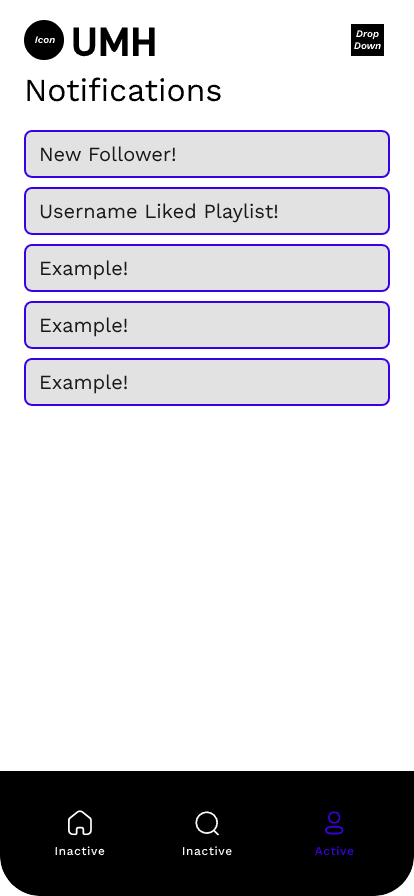 Icon
UMH
Drop
Down
Notifications
New Follower!
Username Liked Playlist!
Example!
Example!
Example!
Inactive
Inactive
Active